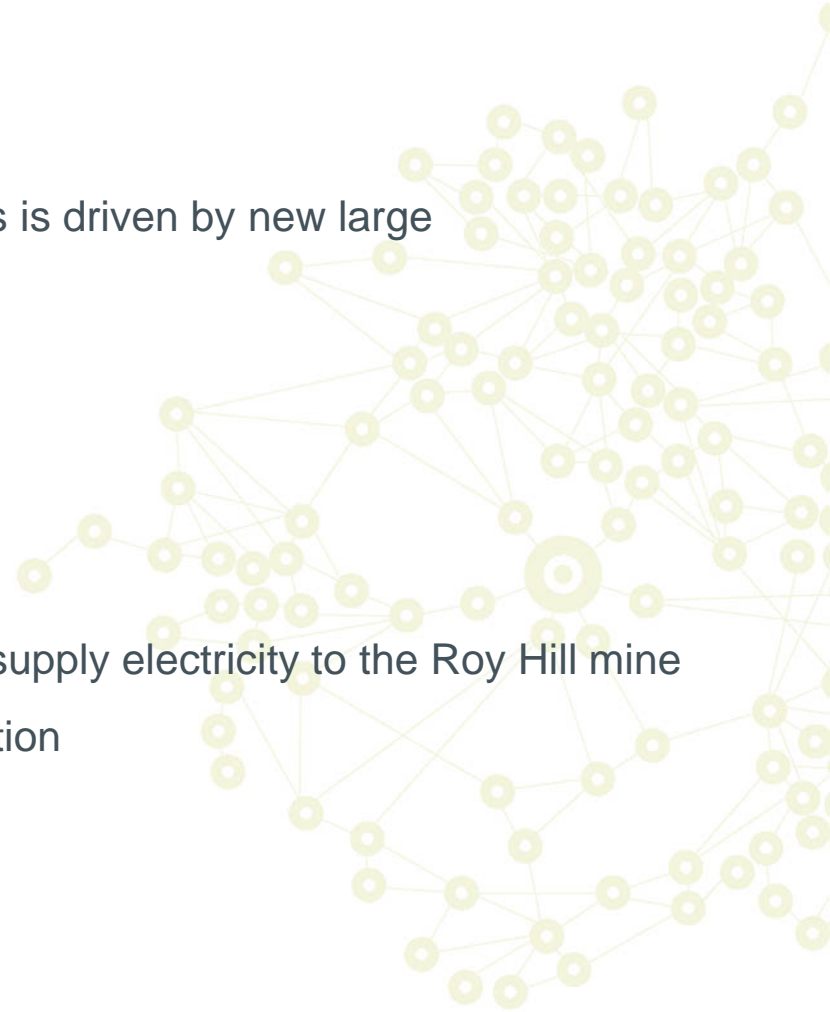 s is driven by new large
supply electricity to the Roy Hill mine
tion